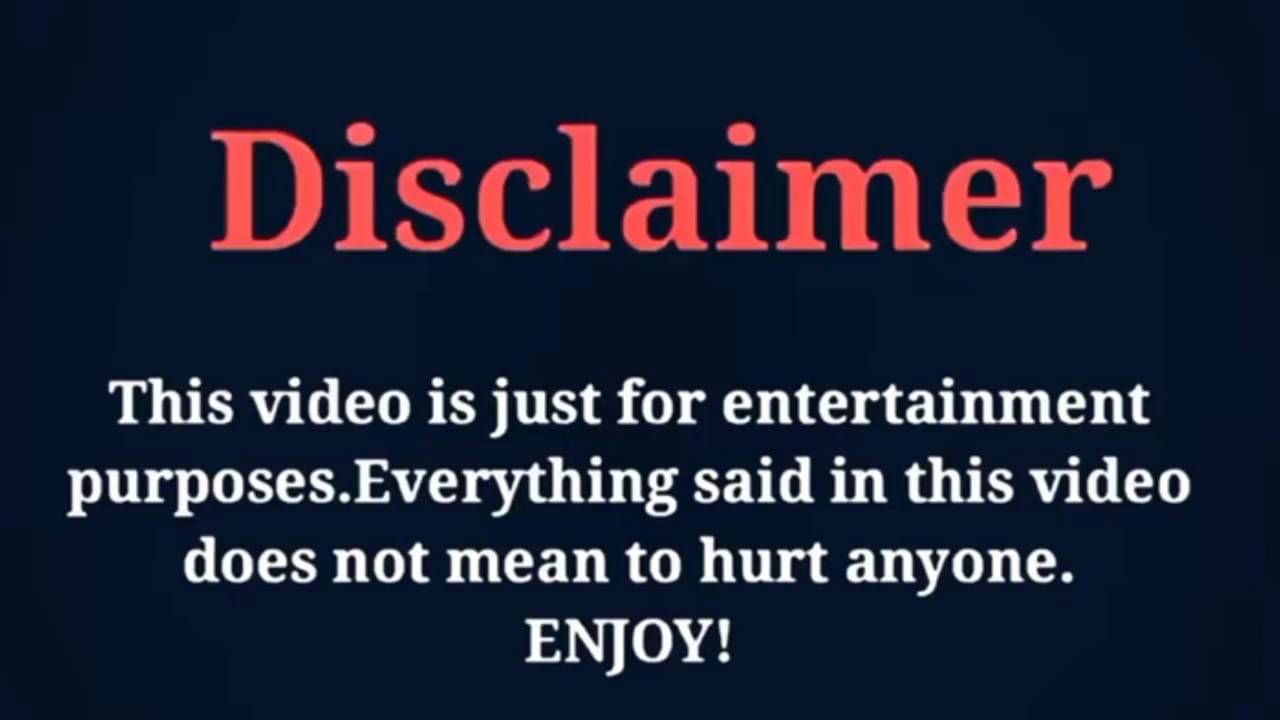 Disclaimer
This video is just for entertainment
purposes.Everything said in this video
does not mean to hurt anyone.
ENJOY!